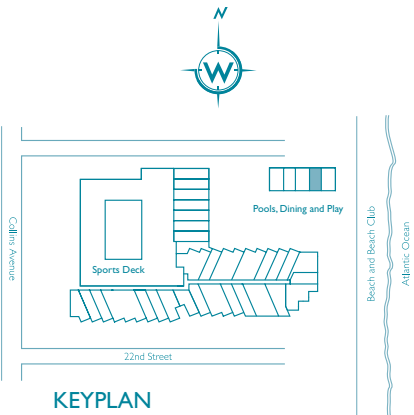 N
W
Pools, Dining and Play
Collins Avenue
Sports Deck
Beach and Beach Club
Atlantic Ocean
22nd Street
KEYPLAN